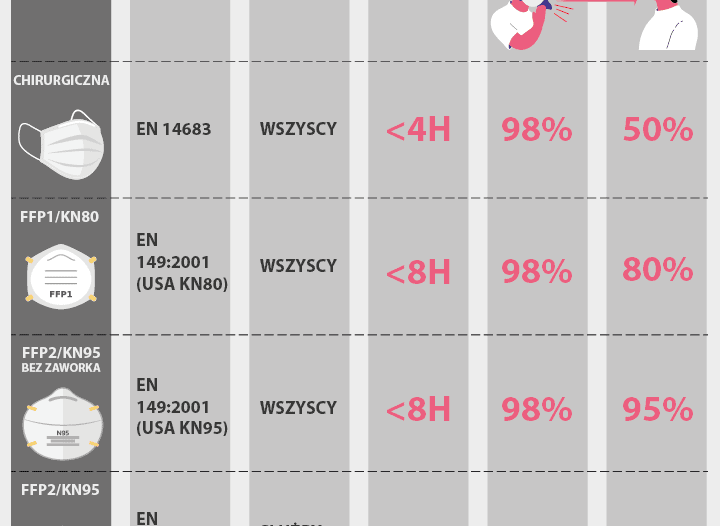 CHIRURGICZNA
EN 14683
WSZYSCY
<4H
98%
50%
FFP1/KN80
FFP1
EN
149:2001
(USA KN80)
WSZYSCY
<8H
98%
80%
FFP2/KN95
BEZ ZAWORKA
N95
EN
149:2001
(USA KN95)
WSZYSCY
<8H
98%
95%
FFP2/KN95
EN